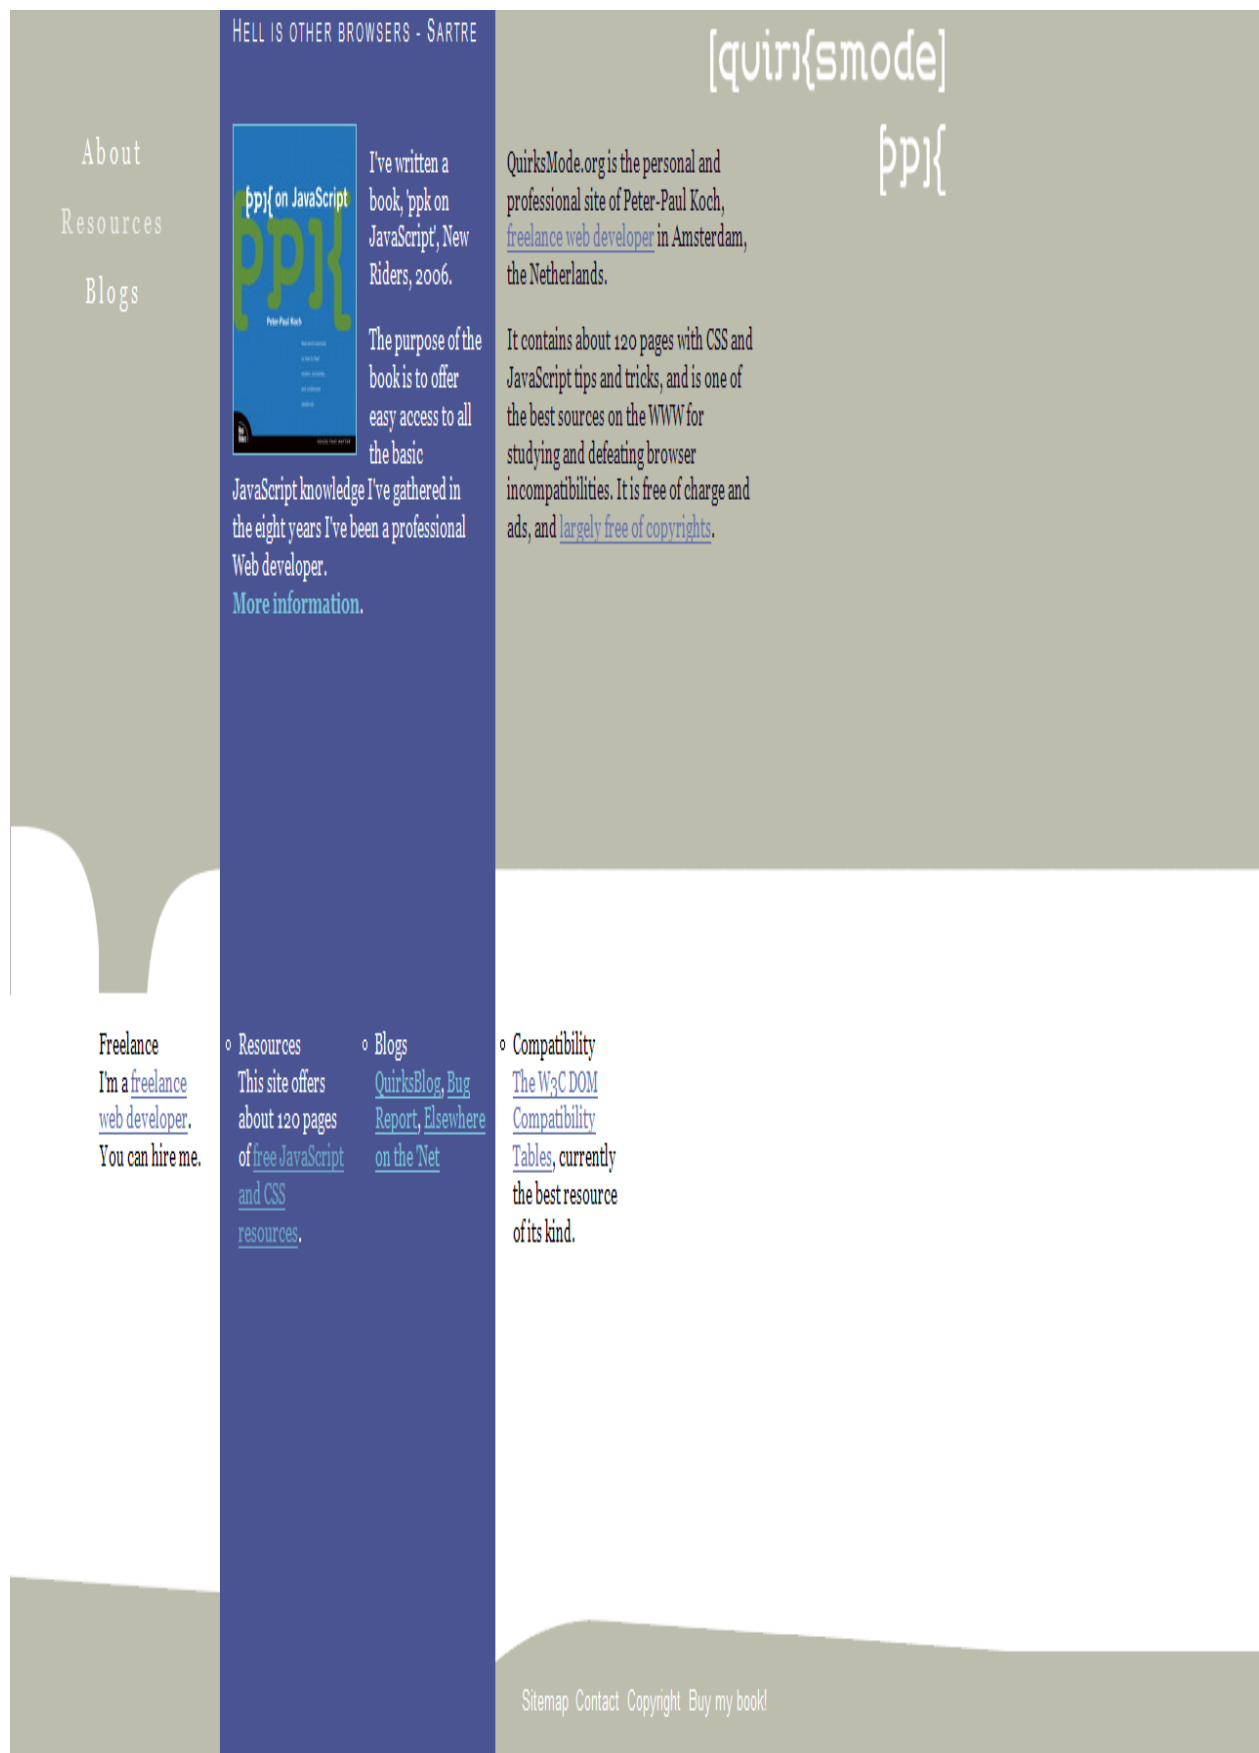 HELL IS OTHER BROWSERS - SARTRE
[quirksmode]
ppk
About
Resources
Blogs
ppk on JavaScript
ppk
Peter-Paul Koch
I've written a
book, 'ppk on
JavaScript', New
Riders, 2006.
The purpose of the
book is to offer
easy access to all
the basic
JavaScript knowledge I've gathered in
the eight years I've been a professional
Web developer.
More information.
QuirksMode.org is the personal and
professional site of Peter-Paul Koch,
freelance web developer in Amsterdam,
the Netherlands.
It contains about 120 pages with CSS and
JavaScript tips and tricks, and is one of
the best sources on the WWW for
studying and defeating browser
incompatibilities. It is free of charge and
ads, and largely free of copyrights.
Freelance
I'm a freelance
web developer.
You can hire me.
Resources
This site offers
about 120 pages
of free JavaScript
and CSS
resources.
Blogs
QuirksBlog, Bug
Report, Elsewhere
on the 'Net
Compatibility
The W3C DOM
Compatibility
Tables, currently
the best resource
of its kind.
Sitemap Contact Copyright Buy my book!